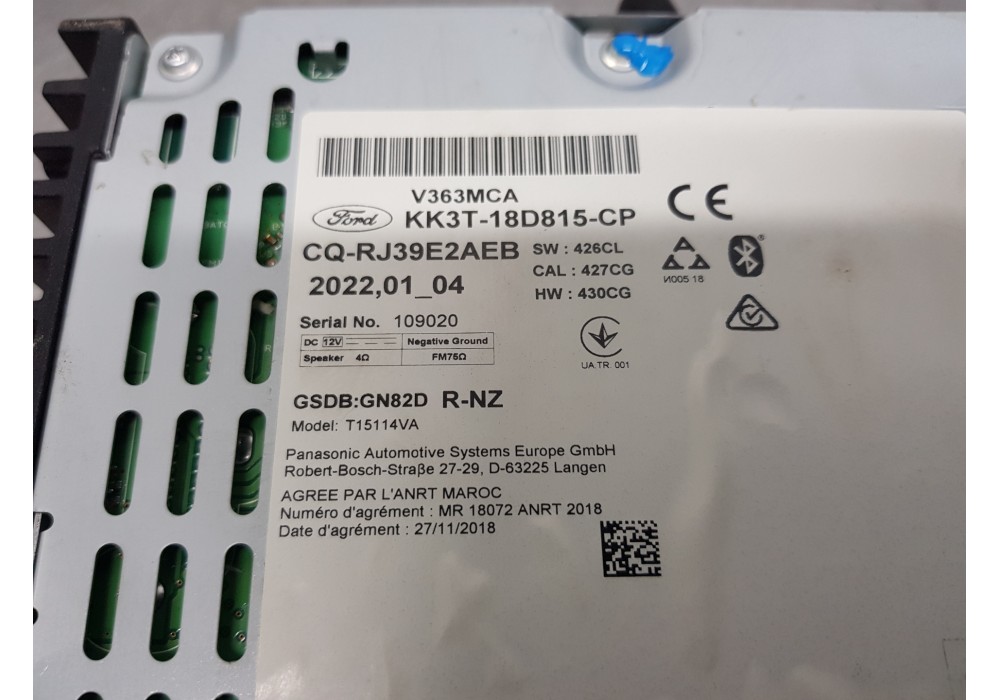 V363MCA
Ford KK3T-18D815-CP
CQ-RJ39E2AEB
2022,01_04
SW : 426CL
CAL : 427CG
HW : 430CG
CE
И005 18
UA.TR. 001
Serial No. 109020
DC 12V Negative Ground
Speaker 4Ω FM75Ω
GSDB:GN82D R-NZ
Model: T15114VA
Panasonic Automotive Systems Europe GmbH
Robert-Bosch-Straße 27-29, D-63225 Langen
AGREE PAR L'ANRT MAROC
Numéro d'agrément : MR 18072 ANRT 2018
Date d'agrément : 27/11/2018